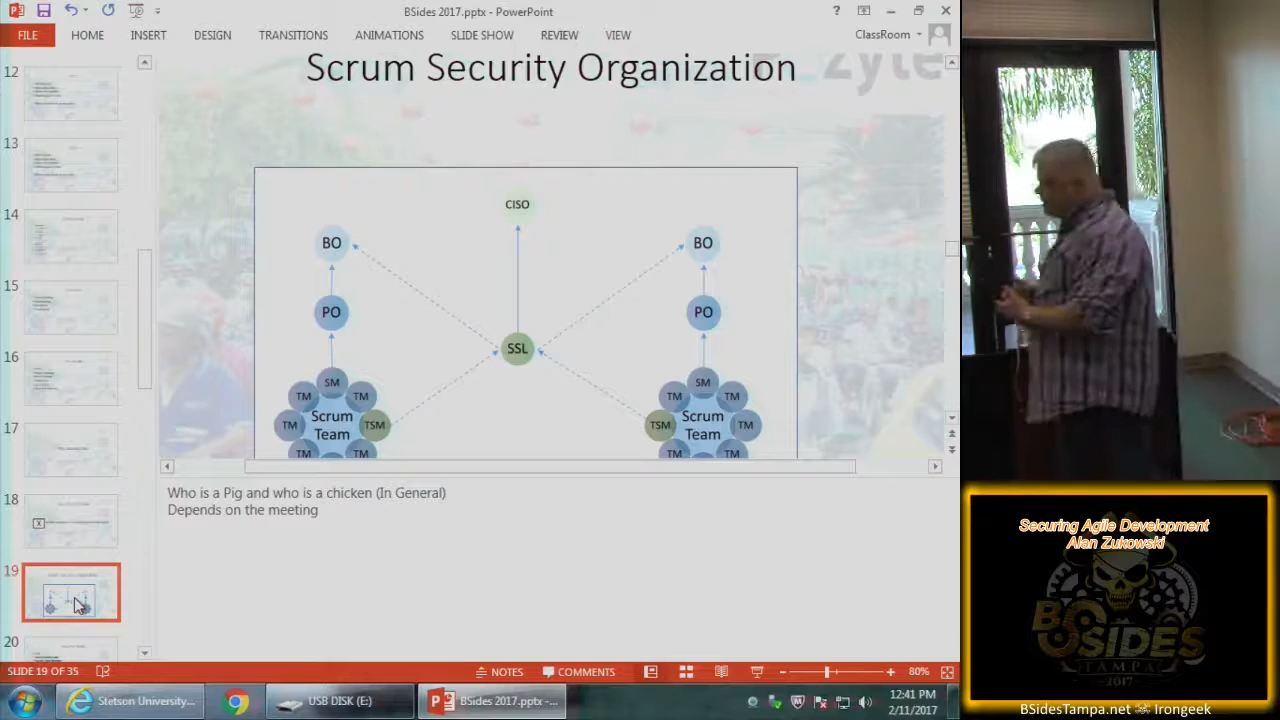 BSides 2017.pptx - PowerPoint
?
FILE
HOME
INSERT
DESIGN
TRANSITIONS
ANIMATIONS
SLIDE SHOW
REVIEW
VIEW
ClassRoom
12
13
14
15
16
17
18
19
20
Scrum Security Organization
zyte
CISO
BO
BO
PO
PO
SSL
SM
TM
TM
TM
TSM
Scrum
Team
TM
TM
SM
TM
TM
TSM
TM
Scrum
Team
TM
TM
Who is a Pig and who is a chicken (In General)
Depends on the meeting
SLIDE 19 OF 35
NOTES
COMMENTS
80%
Stetson University...
USB DISK (E:)
BSides 2017.pptx -...
12:41 PM
2/11/2017
Securing Agile Development
Alan Zukowski
BSIDES
TAMPA
2017
BSidesTampa.net Irongeek